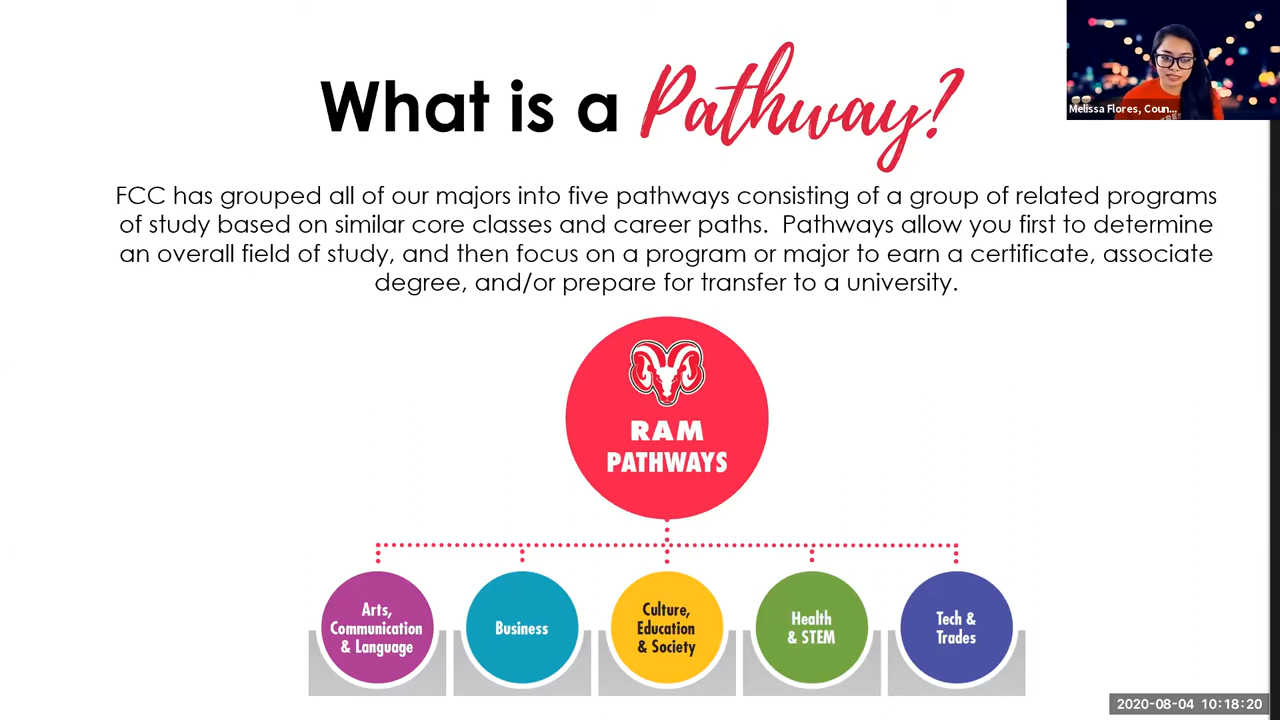 What is a Pathway?
Melissa Flores, Coun...
FCC has grouped all of our majors into five pathways consisting of a group of related programs
of study based on similar core classes and career paths.  Pathways allow you first to determine
an overall field of study, and then focus on a program or major to earn a certificate, associate
degree, and/or prepare for transfer to a university.
RAM
PATHWAYS
Arts,
Communication
& Language
Business
Culture,
Education
& Society
Health
& STEM
Tech &
Trades
2020-08-04 10:18:20